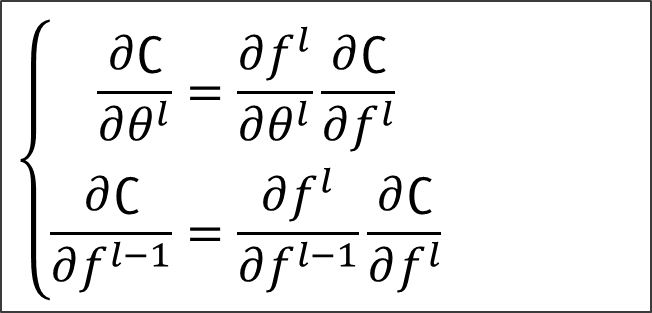 ∂C/∂θ^l = ∂f^l/∂θ^l ∂C/∂f^l
∂C/∂f^{l−1} = ∂f^l/∂f^{l−1} ∂C/∂f^l